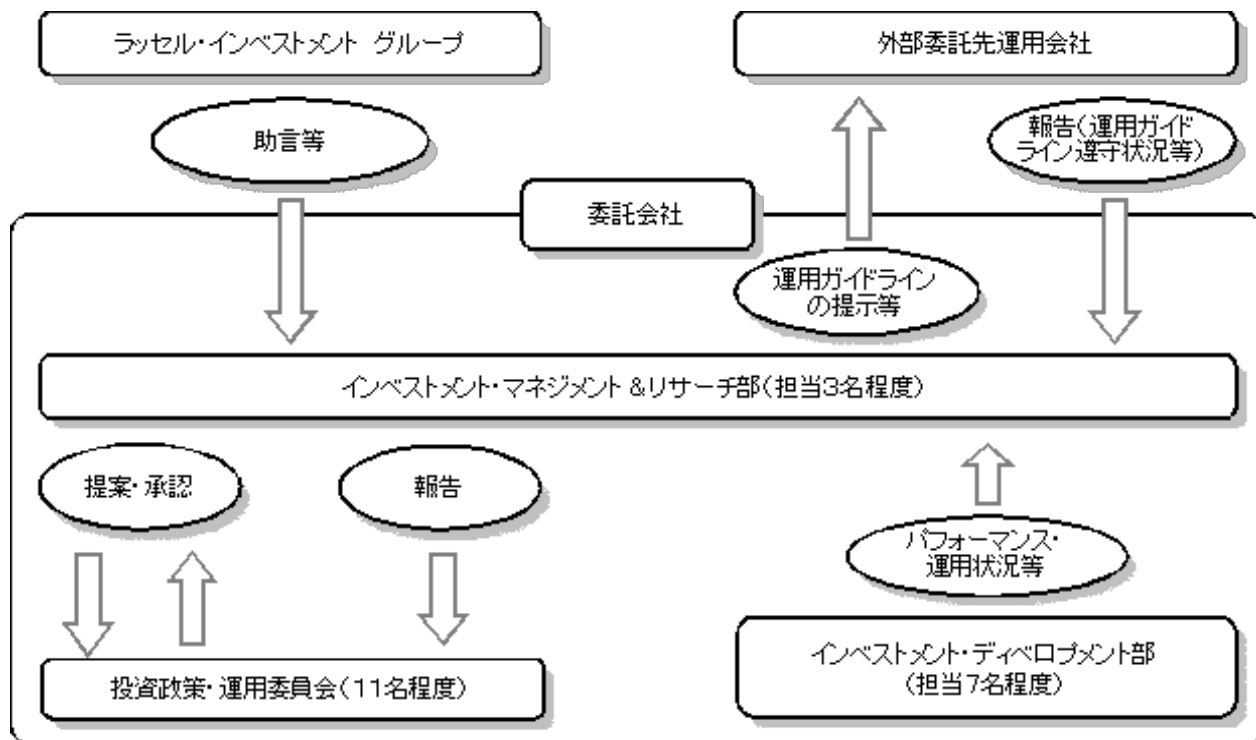 ラッセル・インベストメント グループ
外部委託先運用会社
助言等
報告(運用ガイド
ライン遵守状況等)
委託会社
運用ガイドライン
の提示等
インベストメント・マネジメント&リサーチ部(担当3名程度)
提案・承認
報告
パフォーマンス・
運用状況等
投資政策・運用委員会(11名程度)
インベストメント・ディベロプメント部
(担当7名程度)